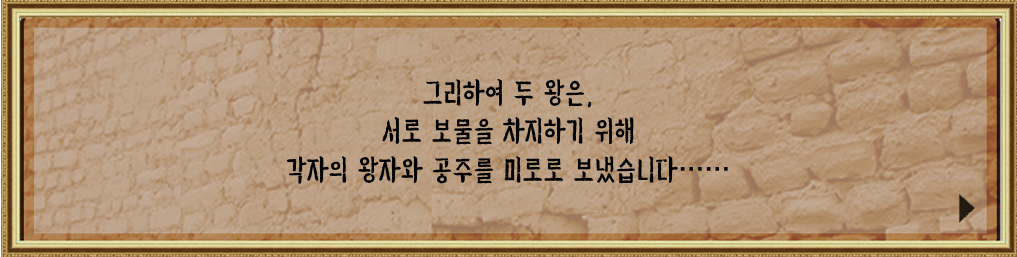 그리하여 두 왕은,
서로 보물을 차지하기 위해
각자의 왕자와 공주를 미로로 보냈습니다……